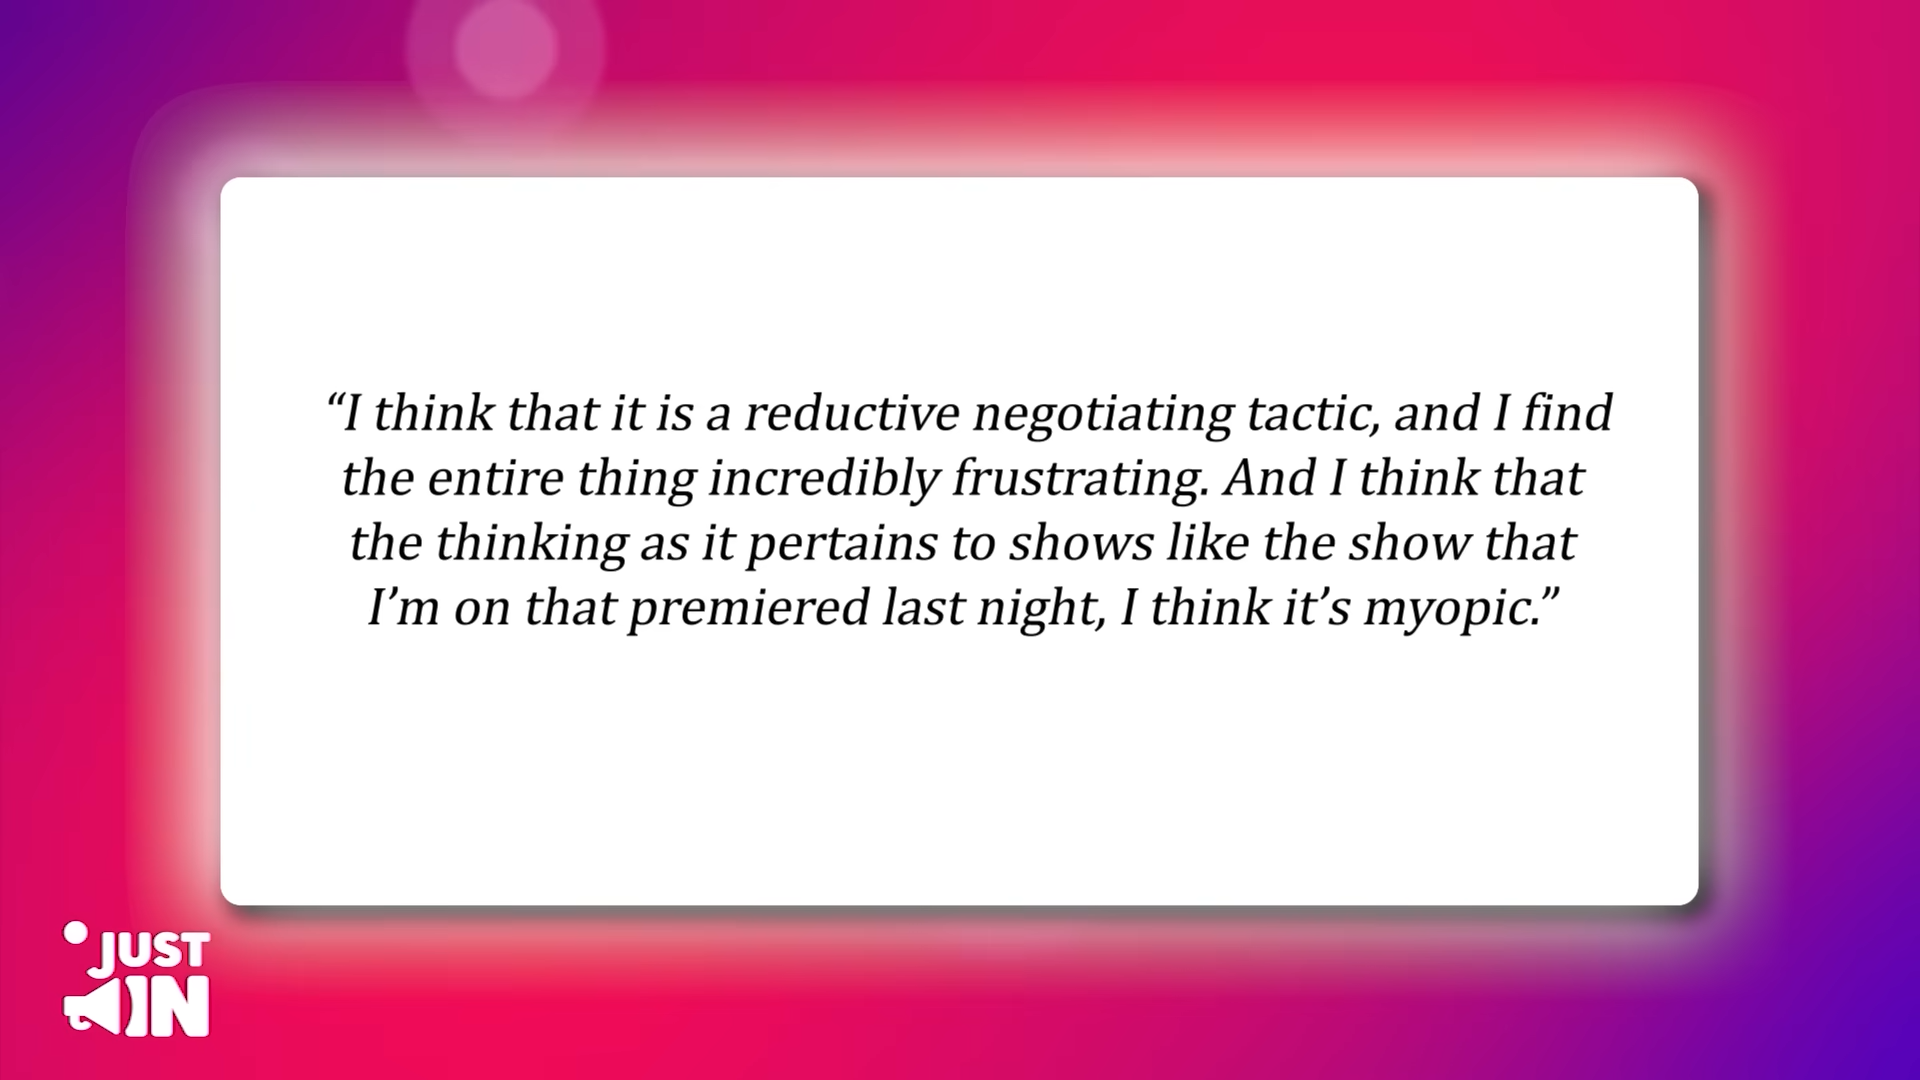 “I think that it is a reductive negotiating tactic, and I find
the entire thing incredibly frustrating. And I think that
the thinking as it pertains to shows like the show that
I’m on that premiered last night, I think it’s myopic.”
JUST
IN